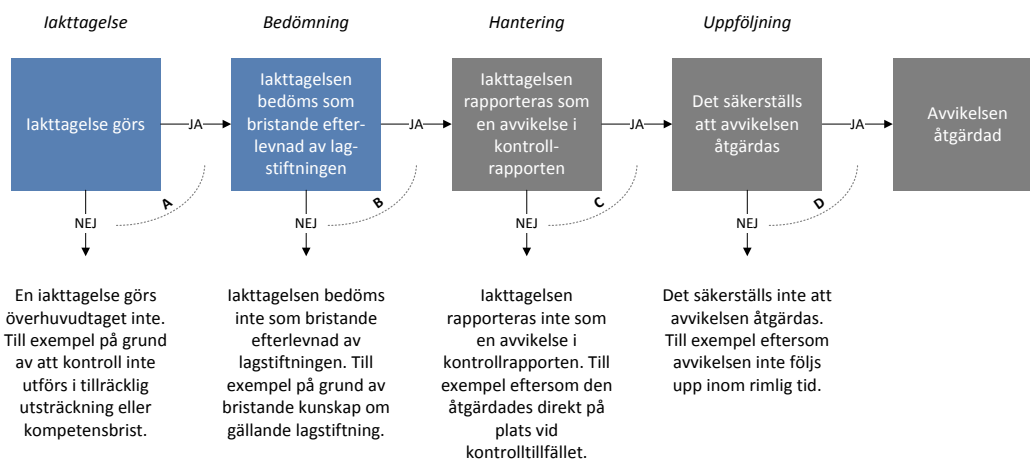 Iakttagelse
Bedömning
Hantering
Uppföljning
Iakttagelse görs
JA
Iakttagelsen
bedöms som
bristande efter-
levnad av lag-
stiftningen
JA
Iakttagelsen
rapporteras som
en avvikelse i
kontroll-
rapporten
JA
Det säkerställs
att avvikelsen
åtgärdas
JA
Avvikelsen
åtgärdad
A
B
C
D
NEJ
NEJ
NEJ
NEJ
En iakttagelse görs
överhuvudtaget inte.
Till exempel på grund
av att kontroll inte
utförs i tillräcklig
utsträckning eller
kompetensbrist.
Iakttagelsen bedöms
inte som bristande
efterlevnad av
lagstiftningen. Till
exempel på grund av
bristande kunskap om
gällande lagstiftning.
Iakttagelsen
rapporteras inte som
en avvikelse i
kontrollrapporten. Till
exempel eftersom den
åtgärdades direkt på
plats vid
kontrolltillfället.
Det säkerställs inte att
avvikelsen åtgärdas.
Till exempel eftersom
avvikelsen inte följs
upp inom rimlig tid.